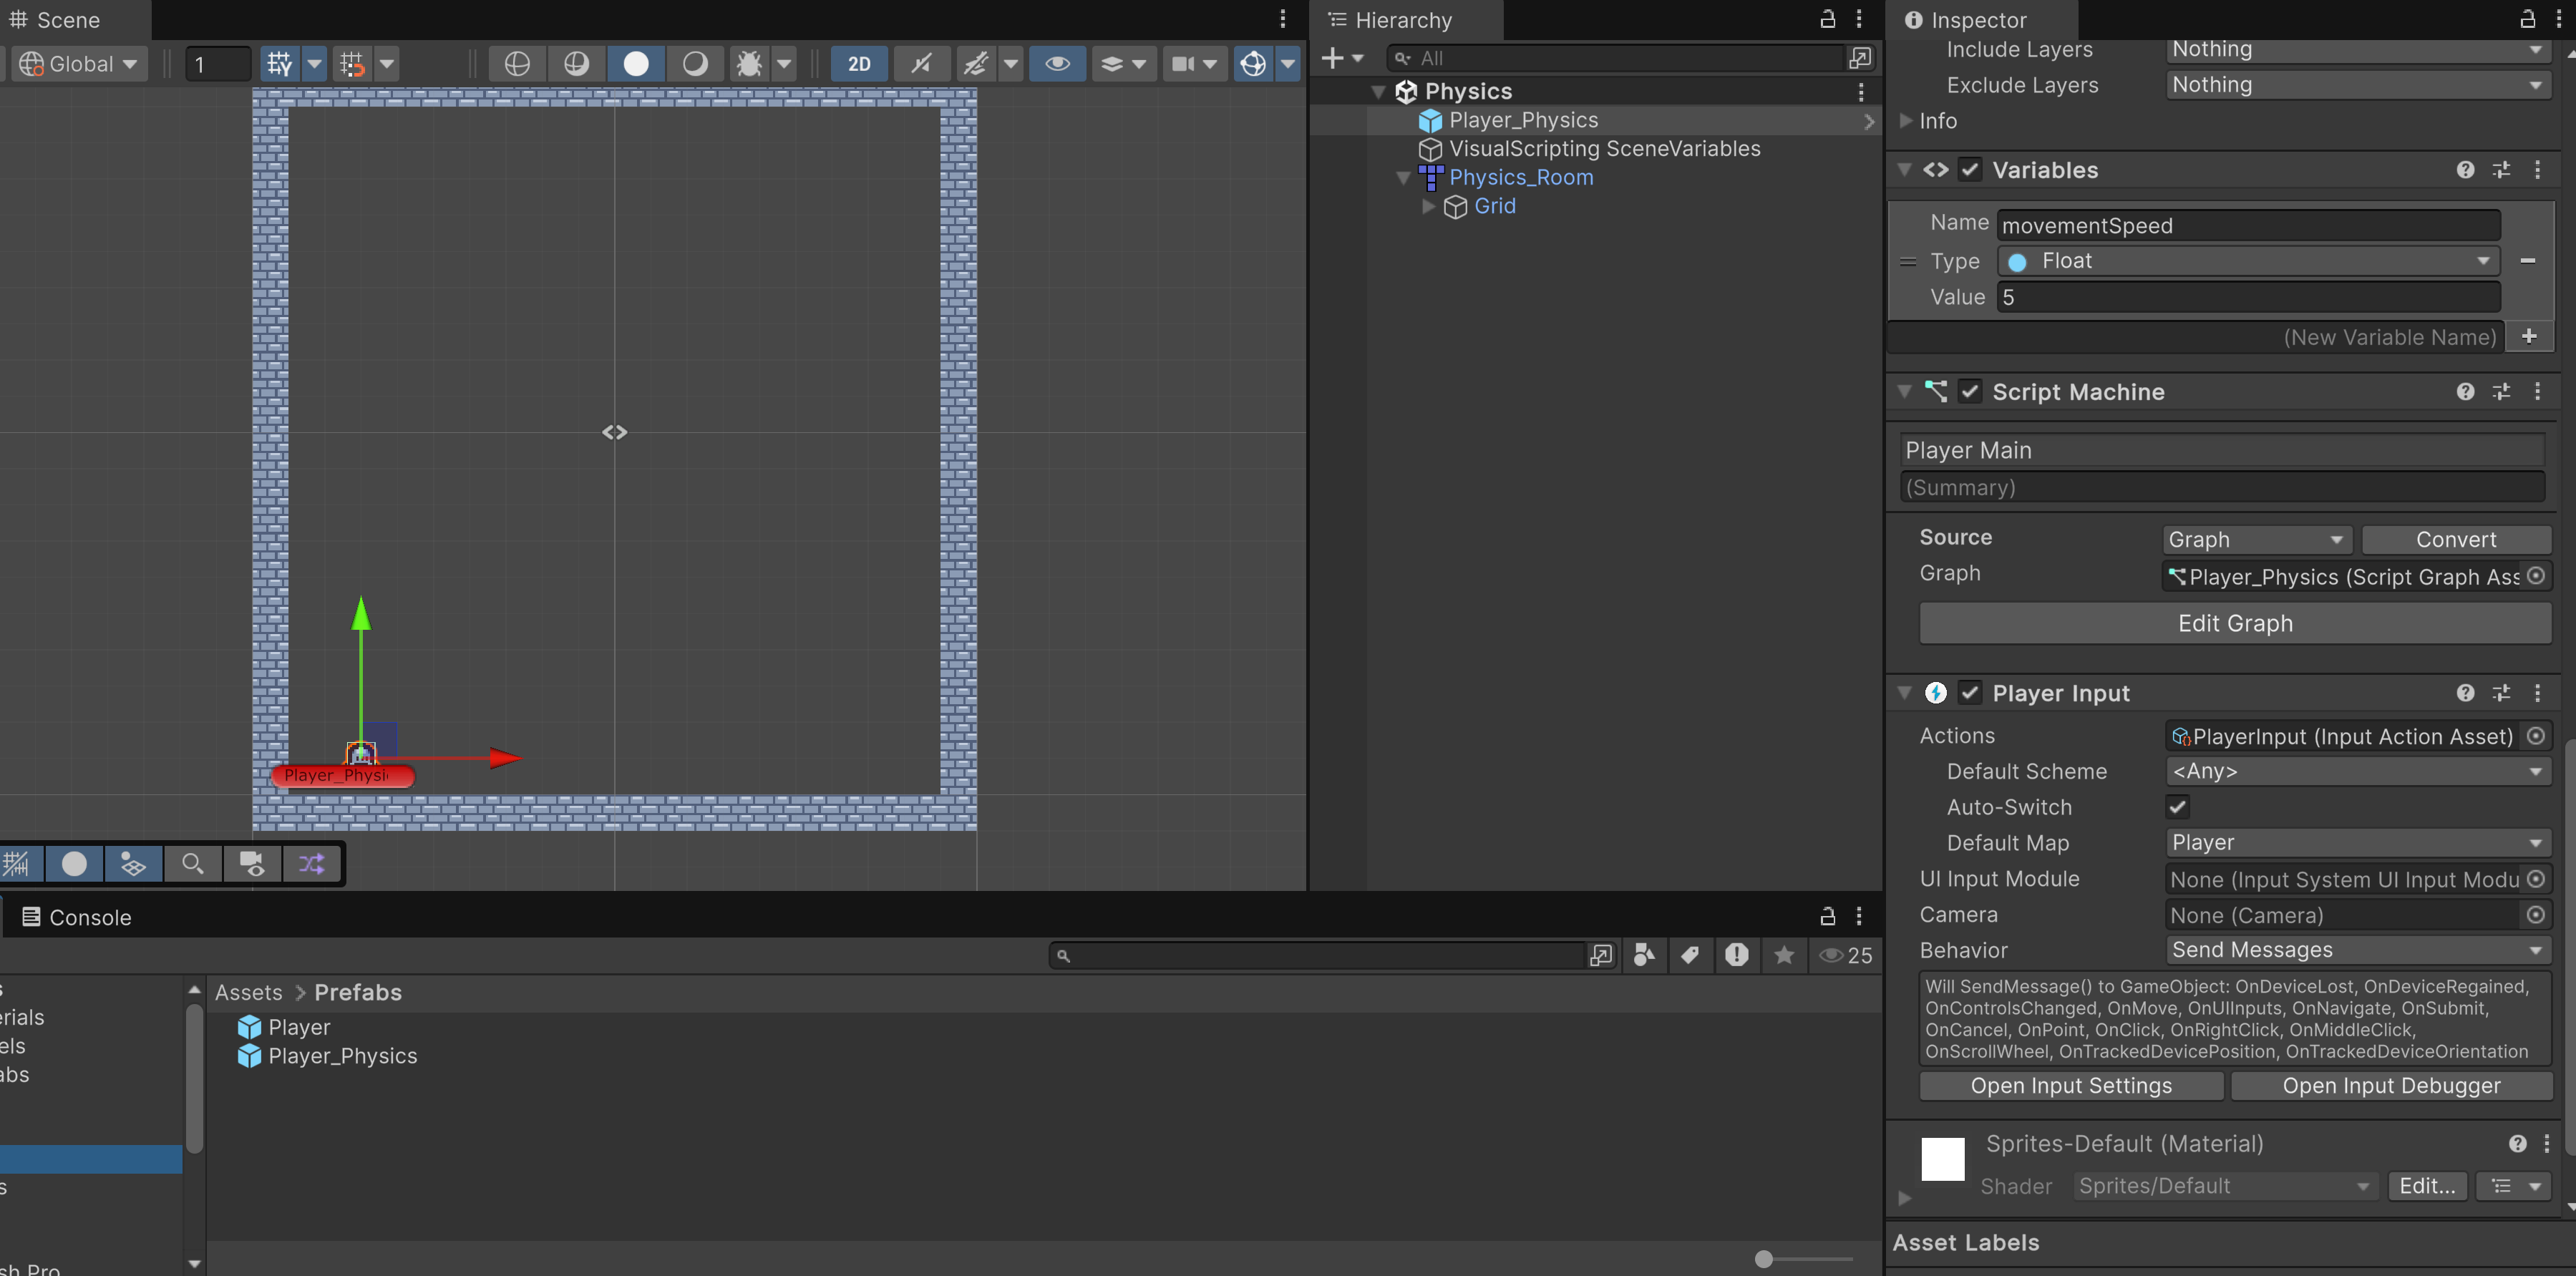 Scene
Global
1
2D
Player_Physi
Hierarchy
All
Physics
Player_Physics
VisualScripting SceneVariables
Physics_Room
Grid
Console
25
s
erials
els
abs
s
sh Pro
Assets > Prefabs
Player
Player_Physics
Inspector
Include Layers Nothing
Exclude Layers Nothing
Info
Variables
Name movementSpeed
Type Float
Value 5
(New Variable Name)
Script Machine
Player Main
(Summary)
Source Graph Convert
Graph Player_Physics (Script Graph Ass
Edit Graph
Player Input
Actions PlayerInput (Input Action Asset)
Default Scheme <Any>
Auto-Switch
Default Map Player
UI Input Module None (Input System UI Input Modu
Camera None (Camera)
Behavior Send Messages
Will SendMessage() to GameObject: OnDeviceLost, OnDeviceRegained,
OnControlsChanged, OnMove, OnUIInputs, OnNavigate, OnSubmit,
OnCancel, OnPoint, OnClick, OnRightClick, OnMiddleClick,
OnScrollWheel, OnTrackedDevicePosition, OnTrackedDeviceOrientation
Open Input Settings Open Input Debugger
Sprites-Default (Material)
Shader Sprites/Default Edit...
Asset Labels